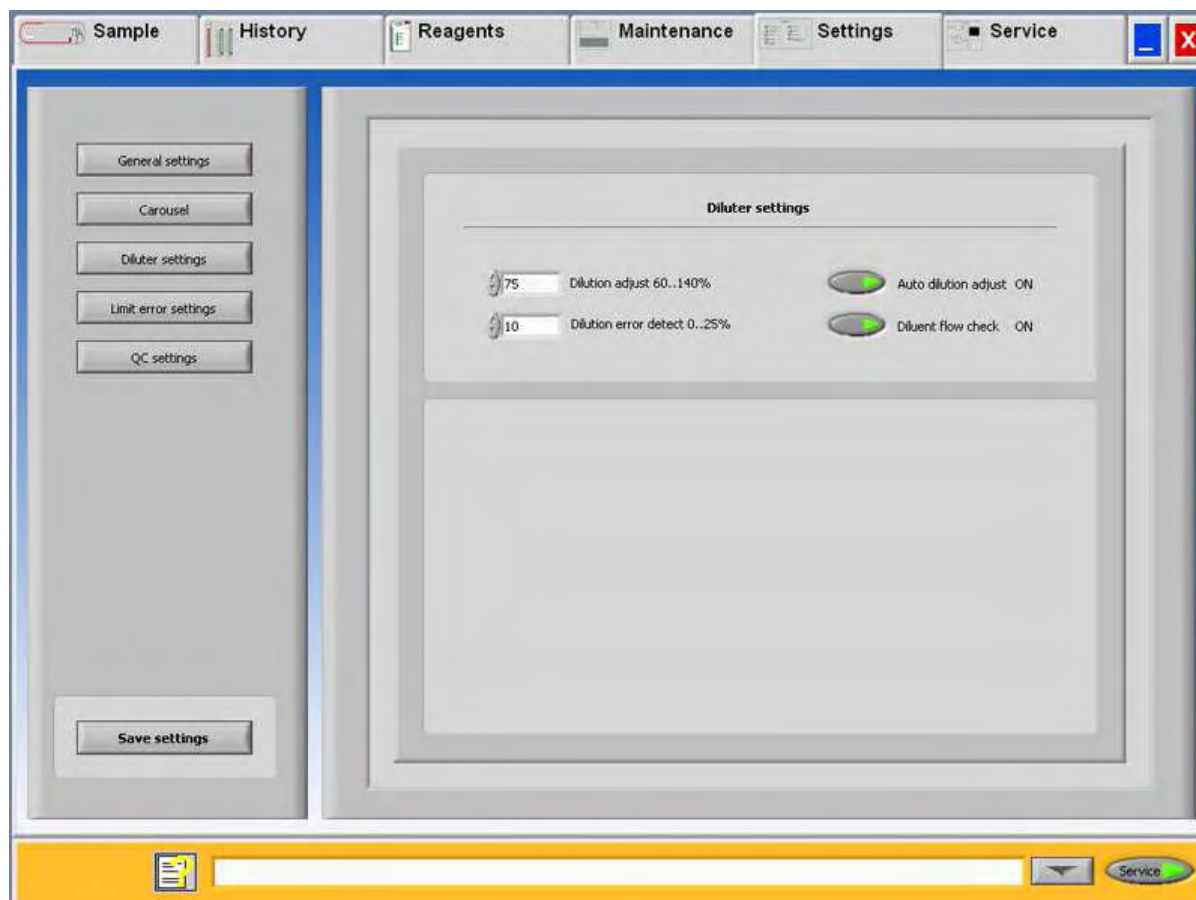 Sample History Reagents Maintenance Settings Service X
General settings
Carousel
Diluter settings
Limit error settings
QC settings
Save settings
Diluter settings
75 Dilution adjust 60..140% Auto dilution adjust ON
10 Dilution error detect 0..25% Diluent flow check ON
Service